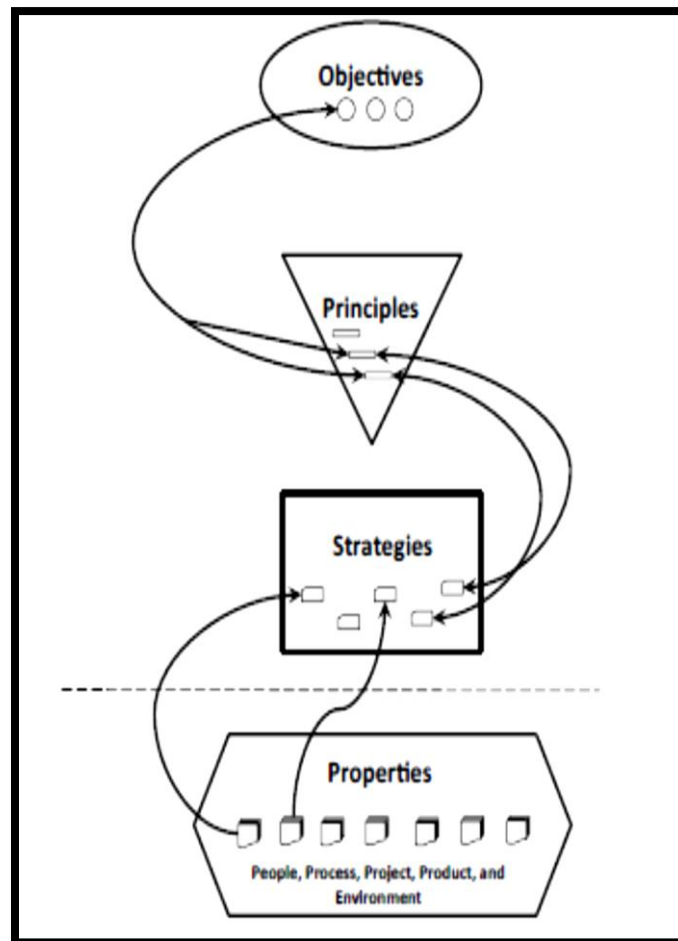 Objectives
Principles
Strategies
Properties
People, Process, Project, Product, and
Environment